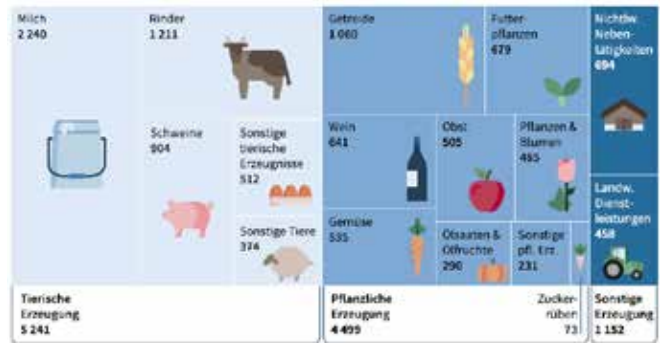 Milch
2 240
Rinder
1 211
Schweine
904
Sonstige
tierische
Erzeugnisse
512
Sonstige Tiere
374
Getreide
1 060
Futter-
pflanzen
679
Wein
641
Obst
505
Pflanzen &
Blumen
485
Gemüse
535
Ölsaaten &
Ölfrüchte
290
Sonstige
pfl. Erz.
231
Nichtlw.
Neben-
tätigkeiten
694
Landw.
Dienst-
leistungen
458
Tierische
Erzeugung
5 241
Pflanzliche
Erzeugung
4 499
Zucker-
rüben
73
Sonstige
Erzeugung
1 152